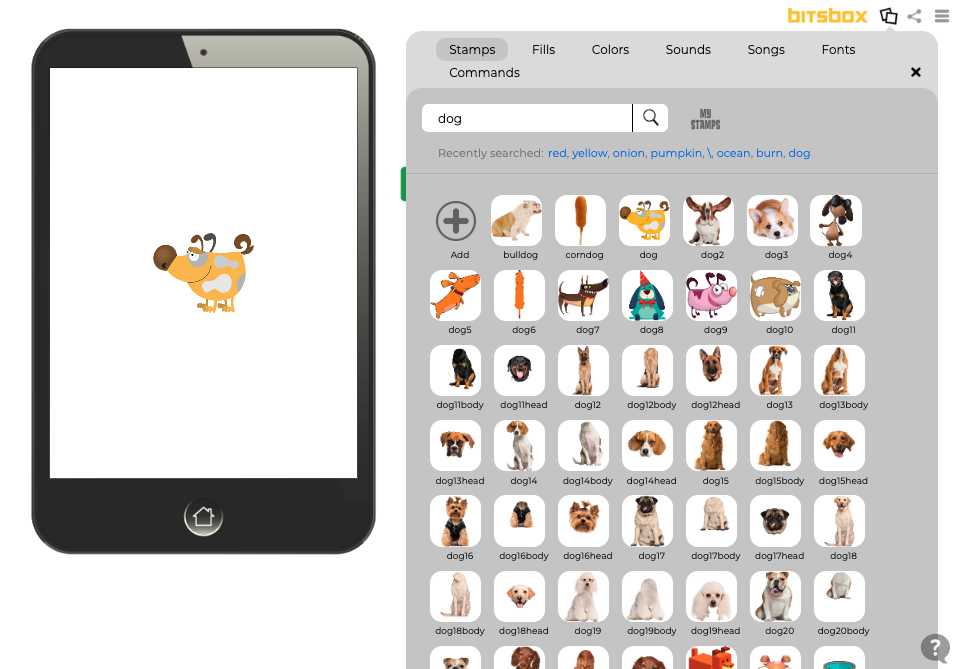 bitsbox
Stamps Fills Colors Sounds Songs Fonts
Commands
dog
MY STAMPS
Recently searched: red, yellow, onion, pumpkin, \, ocean, burn, dog
Add bulldog corndog dog dog2 dog3 dog4
dog5 dog6 dog7 dog8 dog9 dog10 dog11
dog11body dog11head dog12 dog12body dog12head dog13 dog13body
dog13head dog14 dog14body dog14head dog15 dog15body dog15head
dog16 dog16body dog16head dog17 dog17body dog17head dog18
dog18body dog18head dog19 dog19body dog19head dog20 dog20body
?